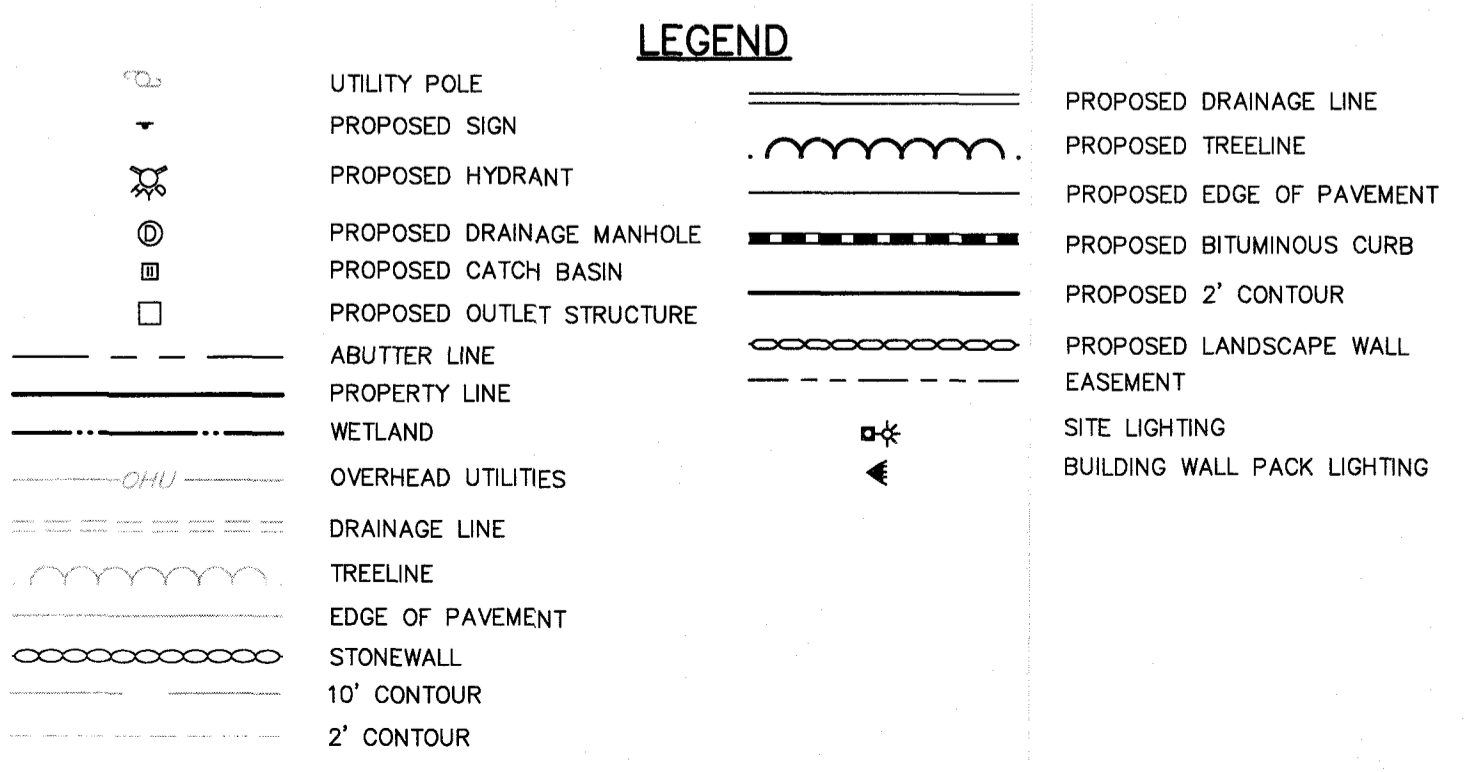 LEGEND
UTILITY POLE
PROPOSED SIGN
PROPOSED HYDRANT
D
PROPOSED DRAINAGE MANHOLE
PROPOSED CATCH BASIN
PROPOSED OUTLET STRUCTURE
ABUTTER LINE
PROPERTY LINE
WETLAND
OHU
OVERHEAD UTILITIES
DRAINAGE LINE
TREELINE
EDGE OF PAVEMENT
STONEWALL
10' CONTOUR
2' CONTOUR
PROPOSED DRAINAGE LINE
PROPOSED TREELINE
PROPOSED EDGE OF PAVEMENT
PROPOSED BITUMINOUS CURB
PROPOSED 2' CONTOUR
PROPOSED LANDSCAPE WALL
EASEMENT
SITE LIGHTING
BUILDING WALL PACK LIGHTING